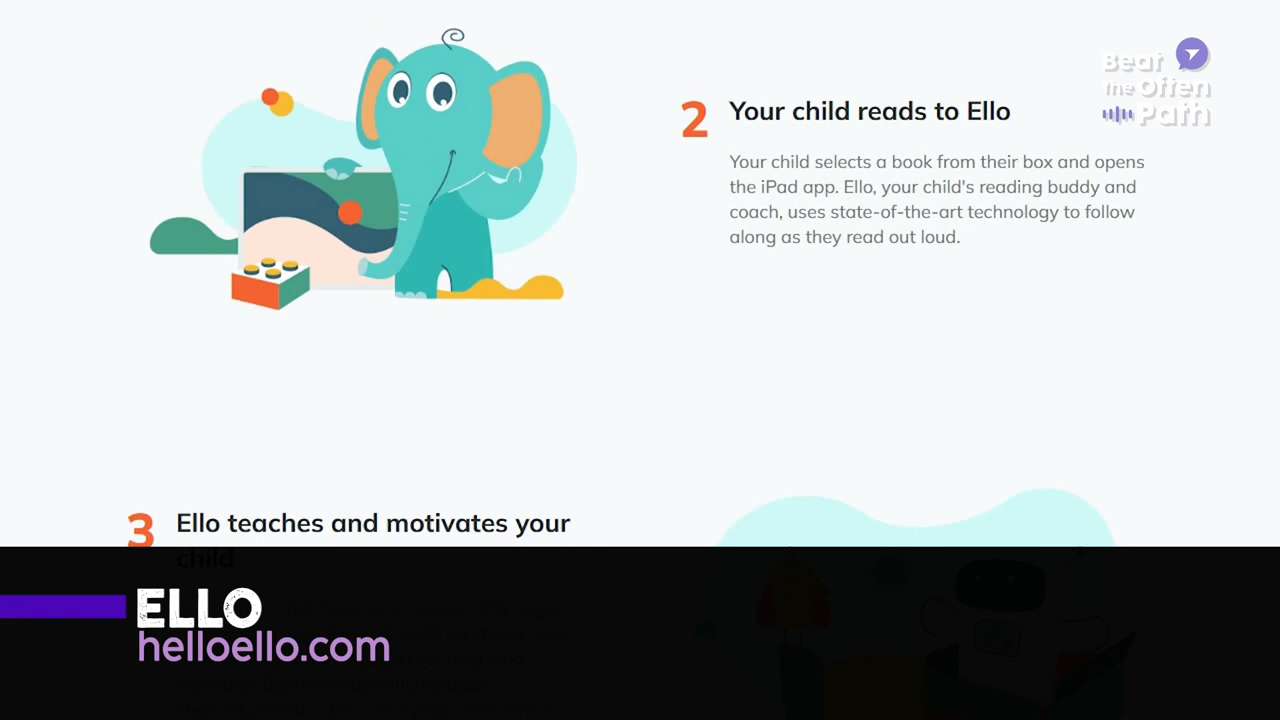 Beat
the Often
Path
2
Your child reads to Ello
Your child selects a book from their box and opens
the iPad app. Ello, your child's reading buddy and
coach, uses state-of-the-art technology to follow
along as they read out loud.
3
Ello teaches and motivates your
child
ELLO
helloello.com